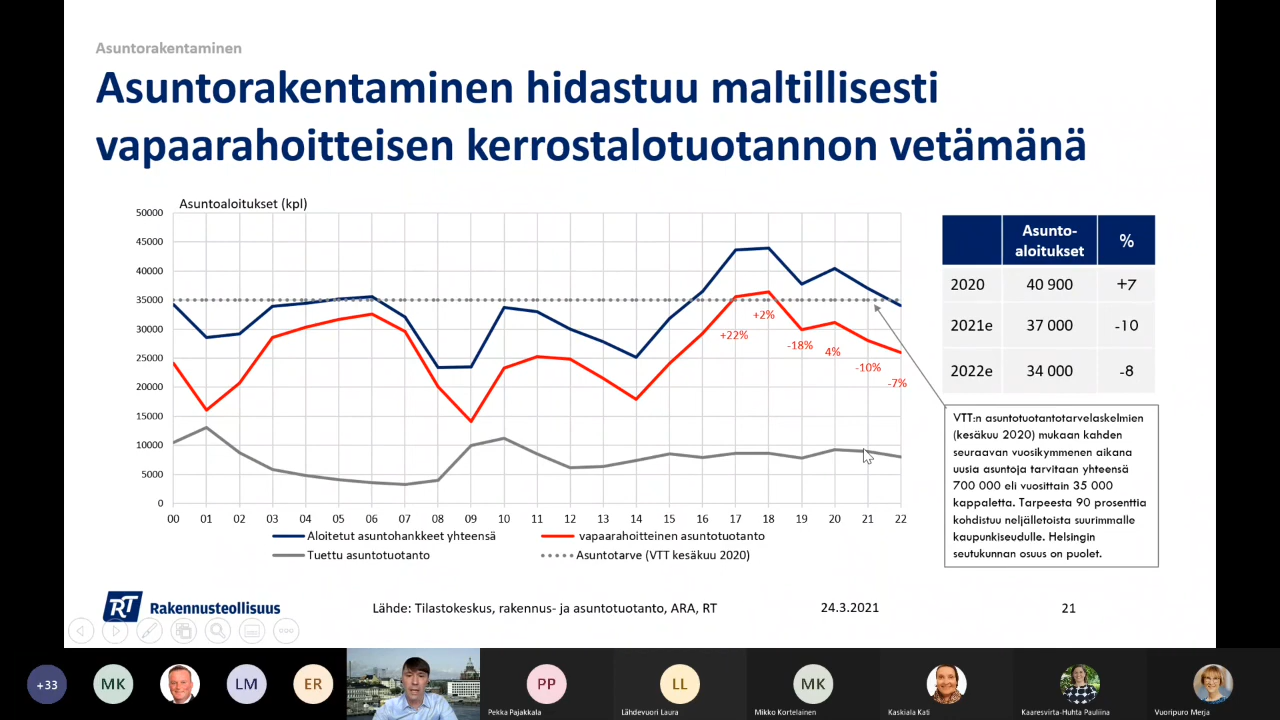 Asuntorakentaminen
Asuntorakentaminen hidastuu maltillisesti
vapaarahoitteisen kerrostalotuotannon vetämänä
Asuntoaloitukset (kpl)
50000
45000
40000
35000
30000
25000
20000
15000
10000
5000
0
00 01 02 03 04 05 06 07 08 09 10 11 12 13 14 15 16 17 18 19 20 21 22
+22%
+2%
-18%
4%
-10%
-7%
Aloitetut asuntohankkeet yhteensä
vapaarahoitteinen asuntotuotanto
Tuettu asuntotuotanto
Asuntotarve (VTT kesäkuu 2020)
Asunto-
aloitukset
%
2020 40 900 +7
2021e 37 000 -10
2022e 34 000 -8
VTT:n asuntotuotantotarvelaskelmien
(kesäkuu 2020) mukaan kahden
seuraavan vuosikymmenen aikana
uusia asuntoja tarvitaan yhteensä
700 000 eli vuosittain 35 000
kappaletta. Tarpeesta 90 prosenttia
kohdistuu neljälletoista suurimmalle
kaupunkiseudulle. Helsingin
seutukunnan osuus on puolet.
RT Rakennusteollisuus
Lähde: Tilastokeskus, rakennus- ja asuntotuotanto, ARA, RT
24.3.2021
21
+33
MK
LM
ER
PP
Pekka Pajakkala
LL
Lähdevuori Laura
MK
Mikko Kortelainen
Kaskiala Kati
Kaaresvirta-Huhta Pauliina
Vuoripuro Merja